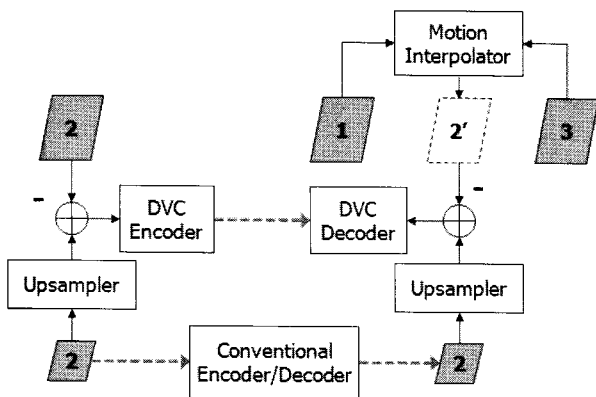 Motion
Interpolator
2
1
2'
3
-
-
DVC
Encoder
DVC
Decoder
Upsampler
Upsampler
2
Conventional
Encoder/Decoder
2